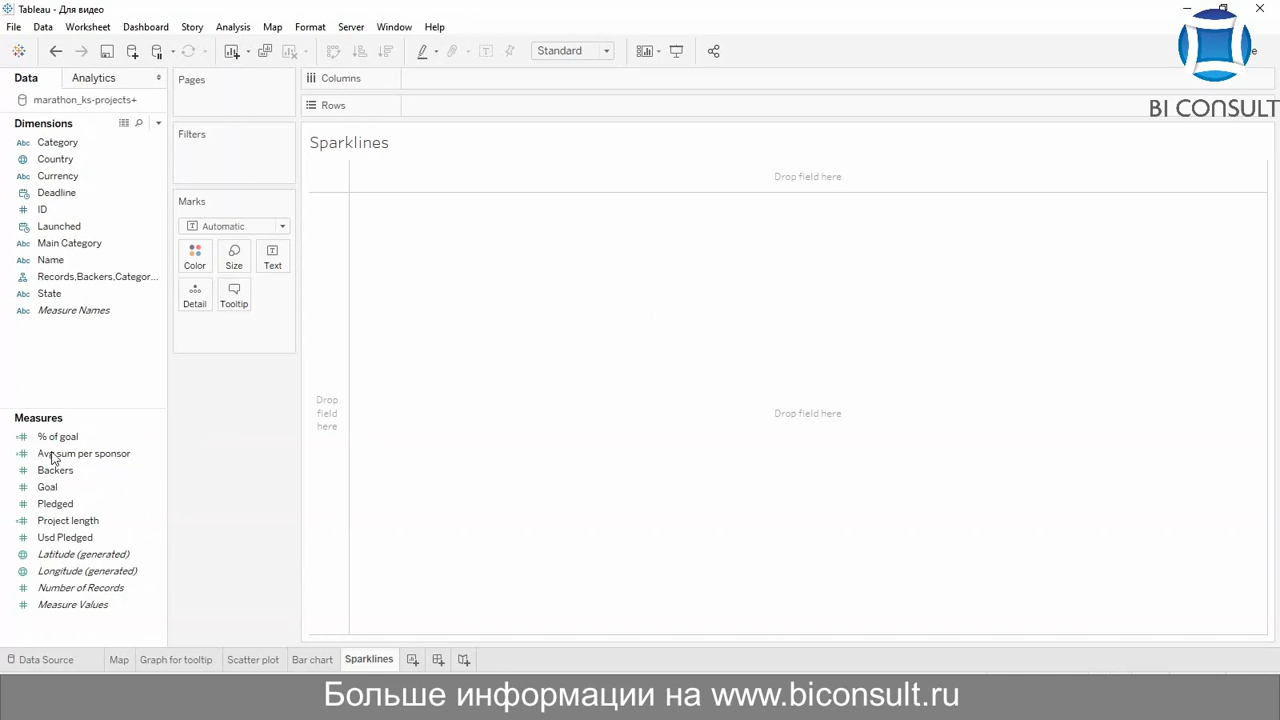 Tableau - Для видео
File Data Worksheet Dashboard Story Analysis Map Format Server Window Help
Standard
Data Analytics
marathon_ks-projects+
Dimensions
Category
Country
Currency
Deadline
ID
Launched
Main Category
Name
Records,Backers,Categor...
State
Measure Names
Measures
% of goal
Avg sum per sponsor
Backers
Goal
Pledged
Project length
Usd Pledged
Latitude (generated)
Longitude (generated)
Number of Records
Measure Values
Pages
Filters
Marks
Automatic
Color Size Text
Detail Tooltip
Columns
Rows
BI CONSULT
Sparklines
Drop field here
Drop
field
here
Drop field here
Data Source Map Graph for tooltip Scatter plot Bar chart Sparklines
Больше информации на www.biconsult.ru